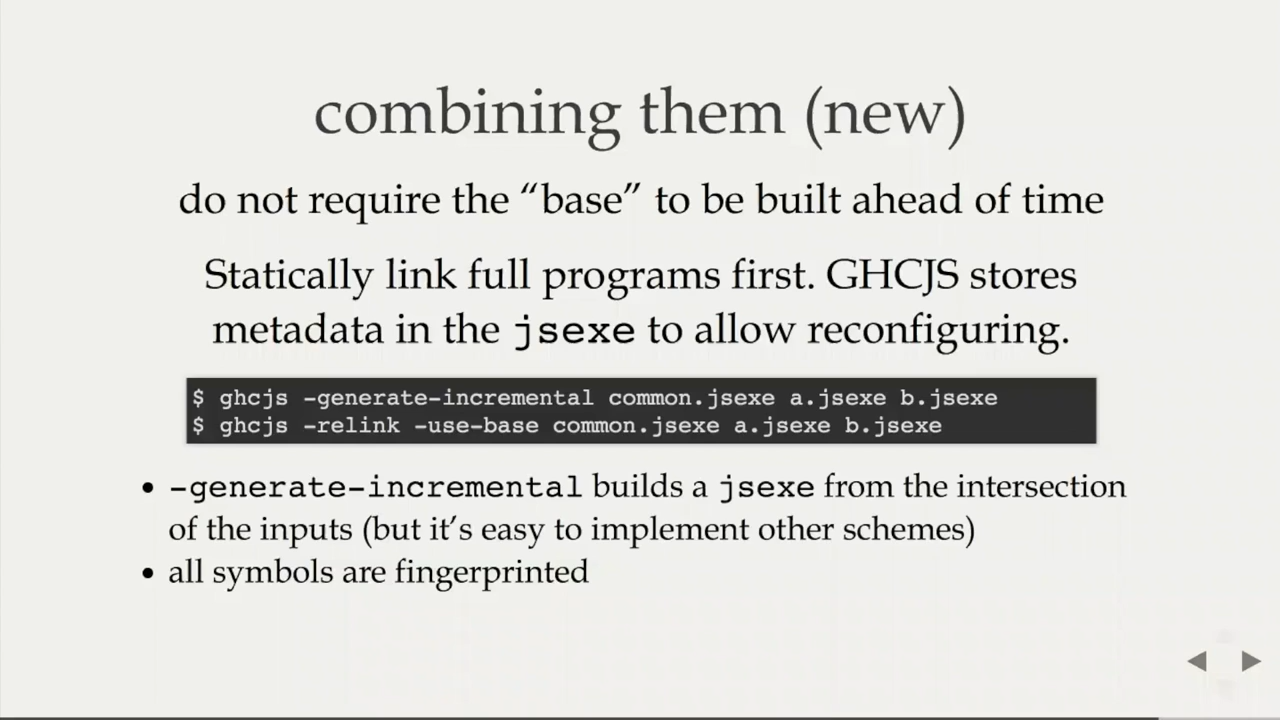 combining them (new)
do not require the “base” to be built ahead of time
Statically link full programs first. GHCJS stores
metadata in the jsexe to allow reconfiguring.
$ ghcjs -generate-incremental common.jsexe a.jsexe b.jsexe
$ ghcjs -relink -use-base common.jsexe a.jsexe b.jsexe
• -generate-incremental builds a jsexe from the intersection
of the inputs (but it’s easy to implement other schemes)
• all symbols are fingerprinted